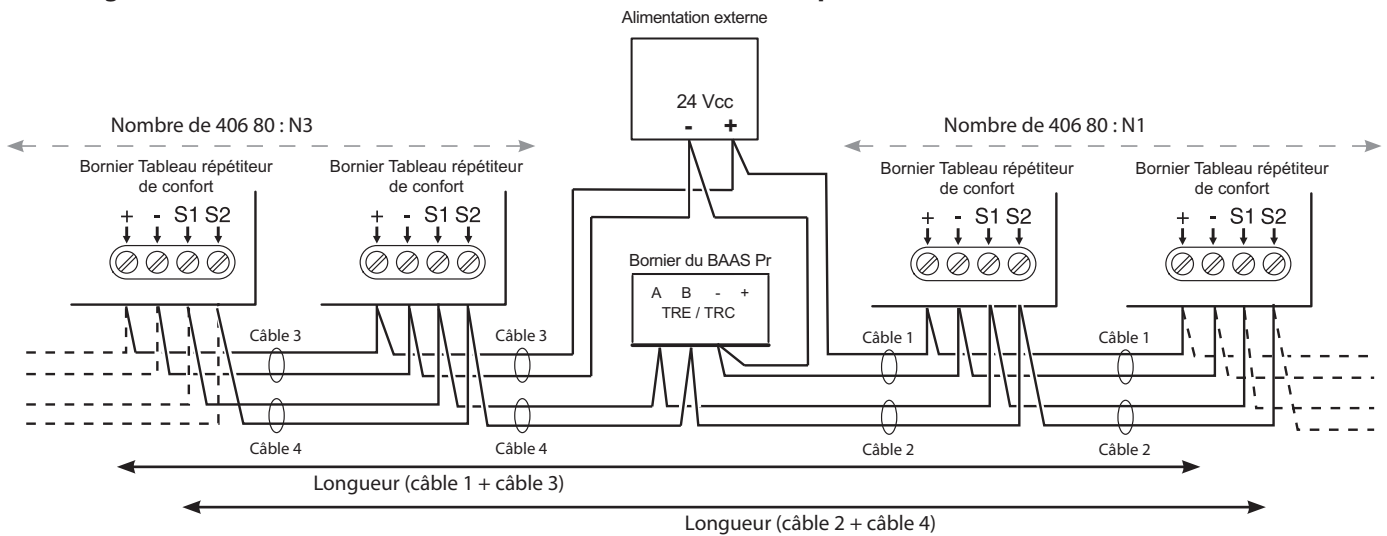 Alimentation externe
24 Vcc
- +
Nombre de 406 80 : N3
Nombre de 406 80 : N1
Bornier Tableau répétiteur
de confort
+ - S1 S2
Bornier Tableau répétiteur
de confort
+ - S1 S2
Bornier du BAAS Pr
A B - +
TRE / TRC
Bornier Tableau répétiteur
de confort
+ - S1 S2
Bornier Tableau répétiteur
de confort
+ - S1 S2
Câble 3
Câble 3
Câble 1
Câble 1
Câble 4
Câble 4
Câble 2
Câble 2
Longueur (câble 1 + câble 3)
Longueur (câble 2 + câble 4)